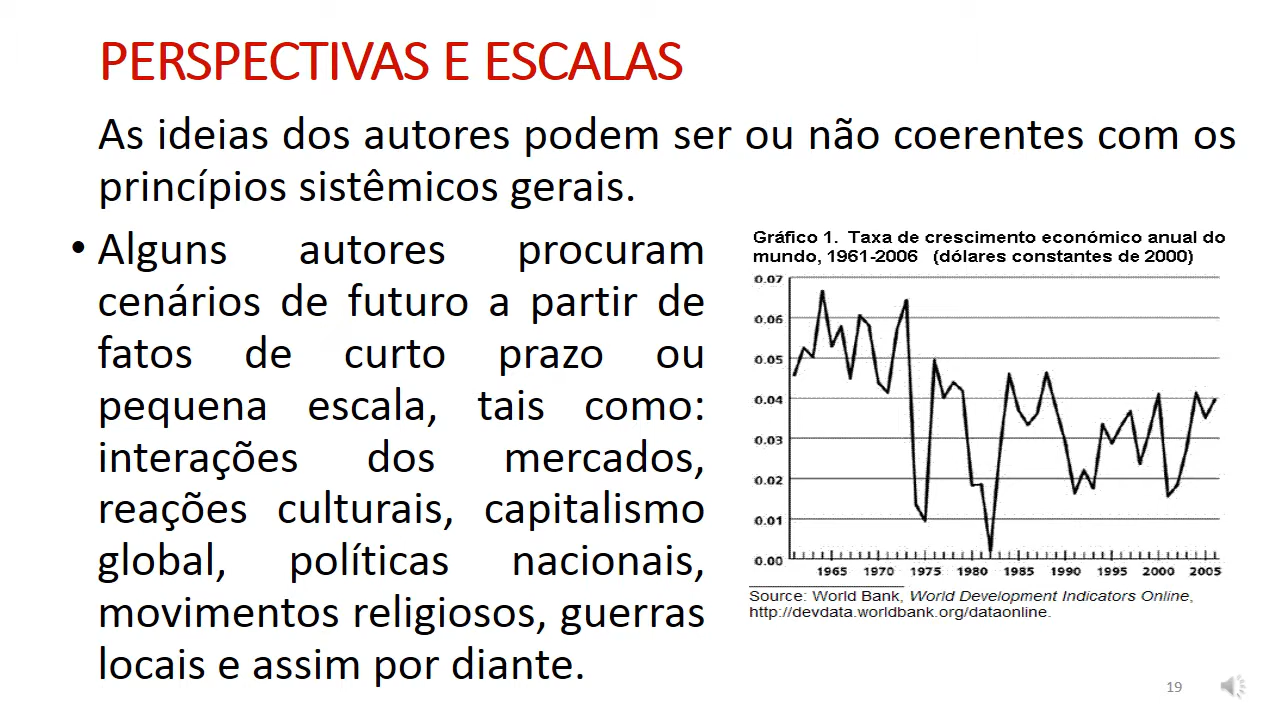 PERSPECTIVAS E ESCALAS
As ideias dos autores podem ser ou não coerentes com os
princípios sistêmicos gerais.
• Alguns autores procuram
cenários de futuro a partir de
fatos de curto prazo ou
pequena escala, tais como:
interações dos mercados,
reações culturais, capitalismo
global, políticas nacionais,
movimentos religiosos, guerras
locais e assim por diante.
Gráfico 1. Taxa de crescimento económico anual do
mundo, 1961-2006 (dólares constantes de 2000)
0.07
0.06
0.05
0.04
0.03
0.02
0.01
0.00
1965 1970 1975 1980 1985 1990 1995 2000 2005
Source: World Bank, World Development Indicators Online,
http://devdata.worldbank.org/dataonline.
19